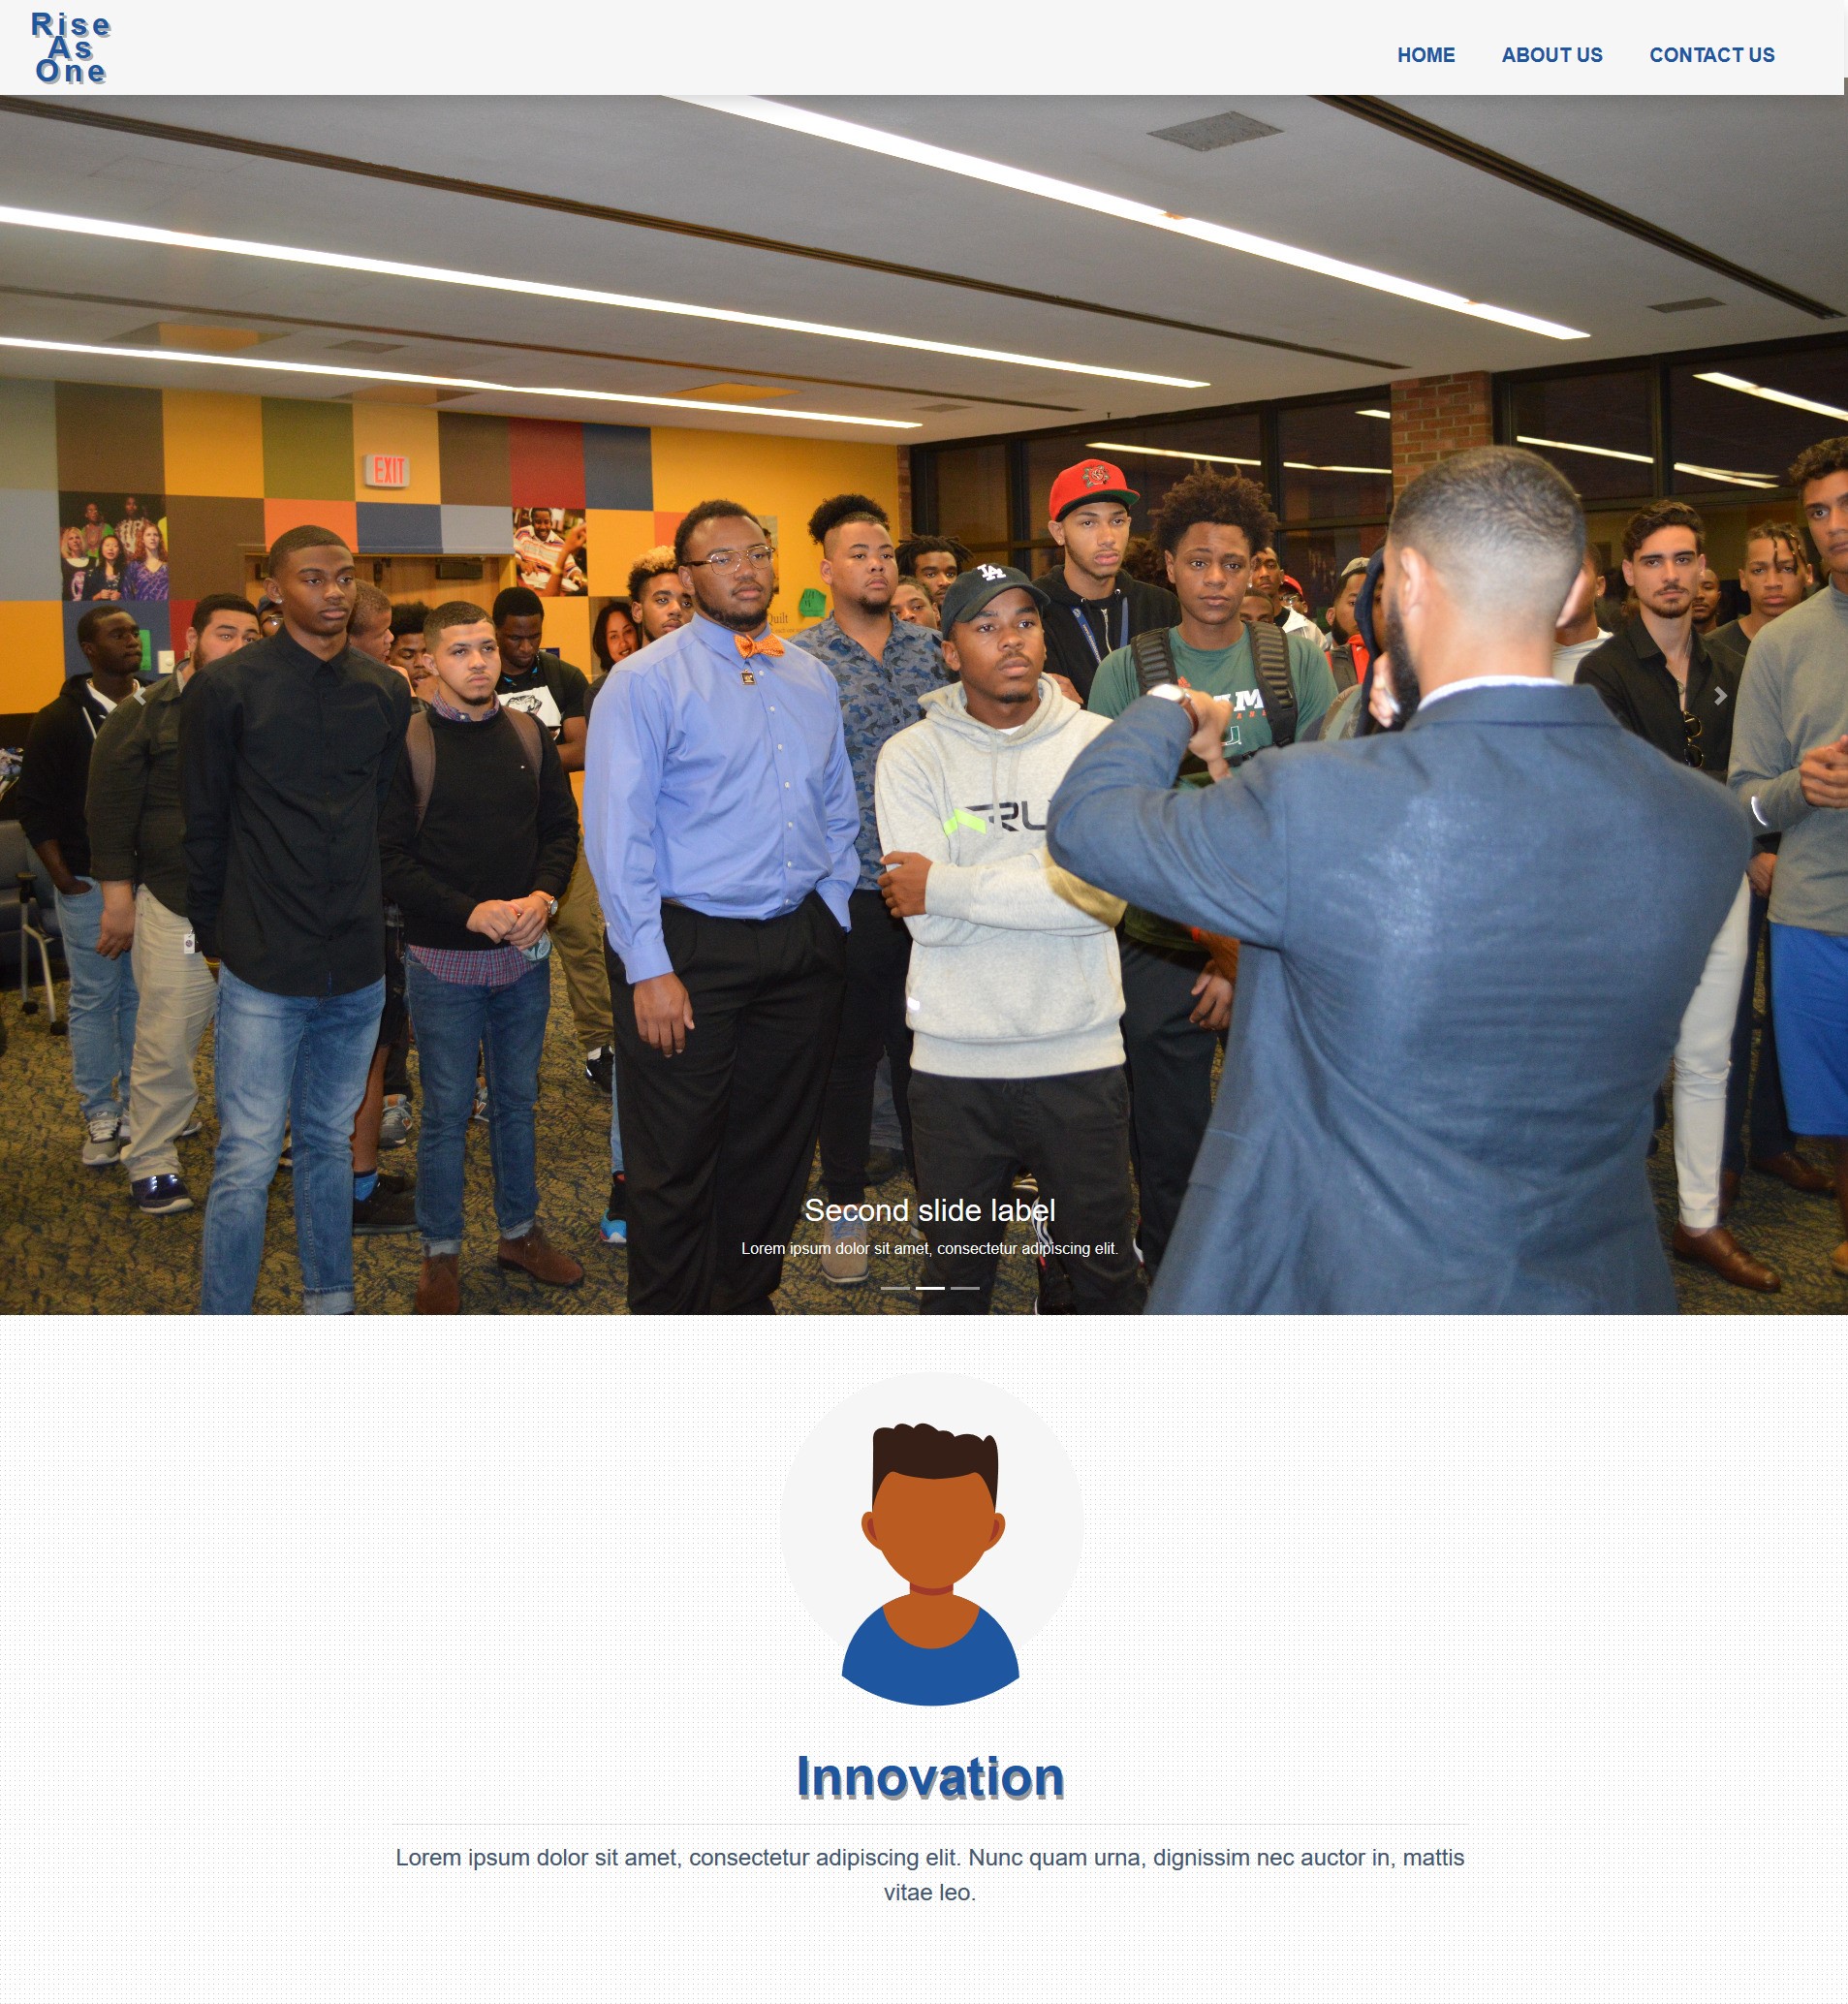 Rise
As
One
HOME ABOUT US CONTACT US
EXIT
LA
Quilt
Second slide label
Lorem ipsum dolor sit amet, consectetur adipiscing elit.
Innovation
Lorem ipsum dolor sit amet, consectetur adipiscing elit. Nunc quam urna, dignissim nec auctor in, mattis
vitae leo.